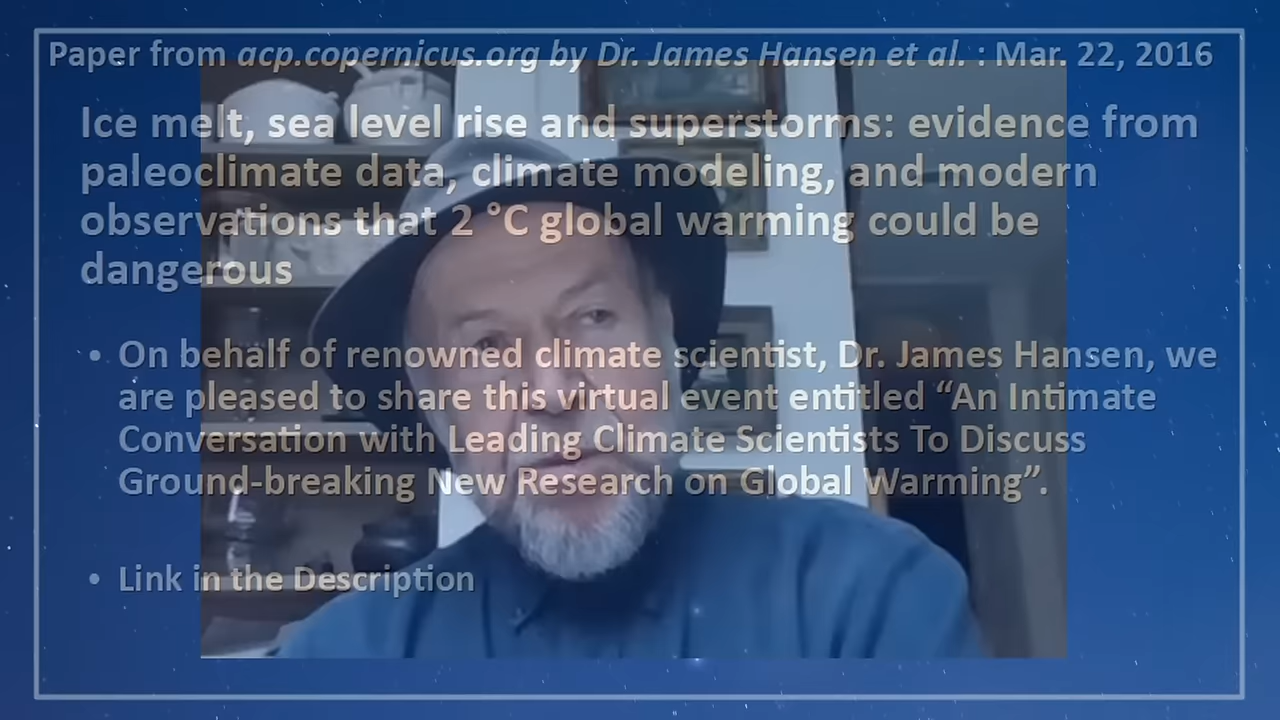 Paper from acp.copernicus.org by Dr. James Hansen et al. : Mar. 22, 2016
Ice melt, sea level rise and superstorms: evidence from
paleoclimate data, climate modeling, and modern
observations that 2 °C global warming could be
dangerous
• On behalf of renowned climate scientist, Dr. James Hansen, we
are pleased to share this virtual event entitled “An Intimate
Conversation with Leading Climate Scientists To Discuss
Ground-breaking New Research on Global Warming”.
• Link in the Description